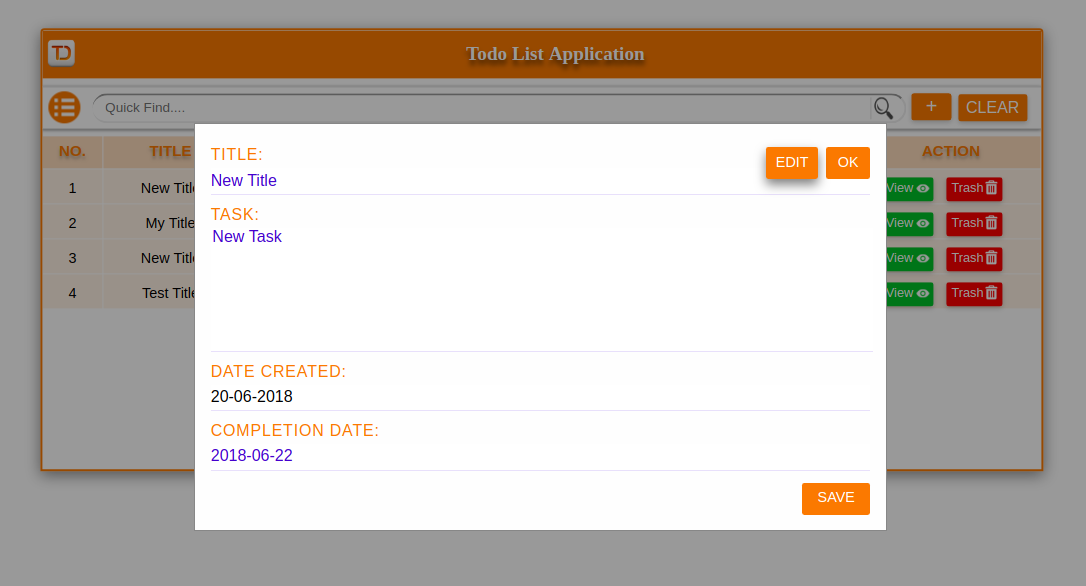 TD
Todo List Application
Quick Find....
+
CLEAR
NO. TITLE ACTION
1 New Title View Trash
2 My Title View Trash
3 New Title View Trash
4 Test Title View Trash
TITLE:
EDIT OK
New Title
TASK:
New Task
DATE CREATED:
20-06-2018
COMPLETION DATE:
2018-06-22
SAVE